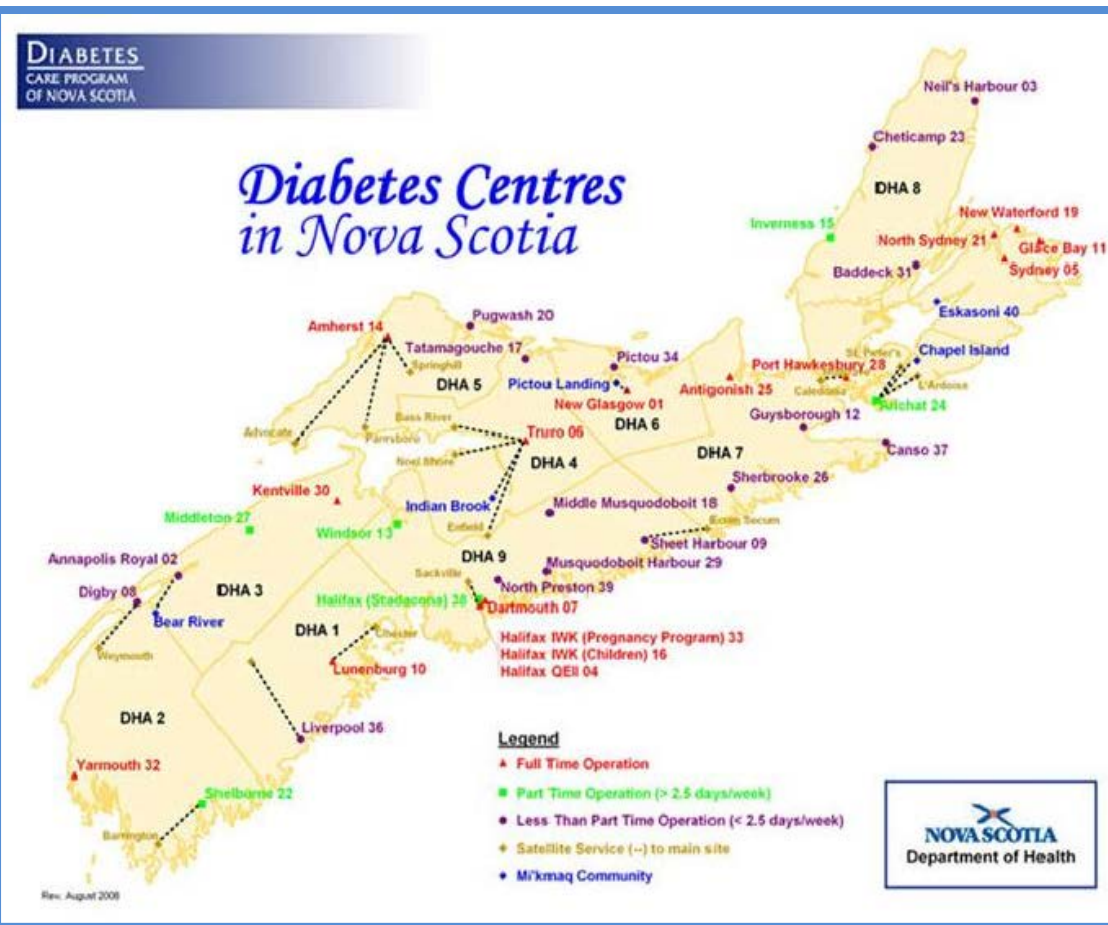 DIABETES
CARE PROGRAM
OF NOVA SCOTIA
Diabetes Centres
in Nova Scotia
Neil's Harbour 03
Cheticamp 23
DHA 8
New Waterford 19
Inverness 15
North Sydney 21
Glace Bay 11
Baddeck 31
Sydney 05
Eskasoni 40
Pugwash 20
Amherst 14
Tatamagouche 17
Pictou 34
St. Peter's
Chapel Island
Springhill
DHA 5
Pictou Landing
Port Hawkesbury 28
Antigonish 25
Caledonia
L'Ardoise
New Glasgow 01
Arichat 24
Bass River
Guysborough 12
Advocate
Parrsboro
Truro 06
DHA 6
Noel Shore
DHA 4
DHA 7
Canso 37
Kentville 30
Sherbrooke 26
Indian Brook
Middle Musquodoboit 18
Middleton 27
Windsor 13
Enfield
Ecum Secum
Sheet Harbour 09
Annapolis Royal 02
DHA 9
Musquodoboit Harbour 29
Sackville
Digby 08
DHA 3
North Preston 39
Halifax (Stadacona) 38
Dartmouth 07
Bear River
DHA 1
Chester
Halifax IWK (Pregnancy Program) 33
Halifax IWK (Children) 16
Halifax QEII 04
Weymouth
Lunenburg 10
DHA 2
Liverpool 36
Legend
Full Time Operation
Yarmouth 32
Shelburne 22
Part Time Operation (> 2.5 days/week)
Less Than Part Time Operation (< 2.5 days/week)
Barrington
Satellite Service (--) to main site
Mi'kmaq Community
NOVA SCOTIA
Department of Health
Rev. August 2008